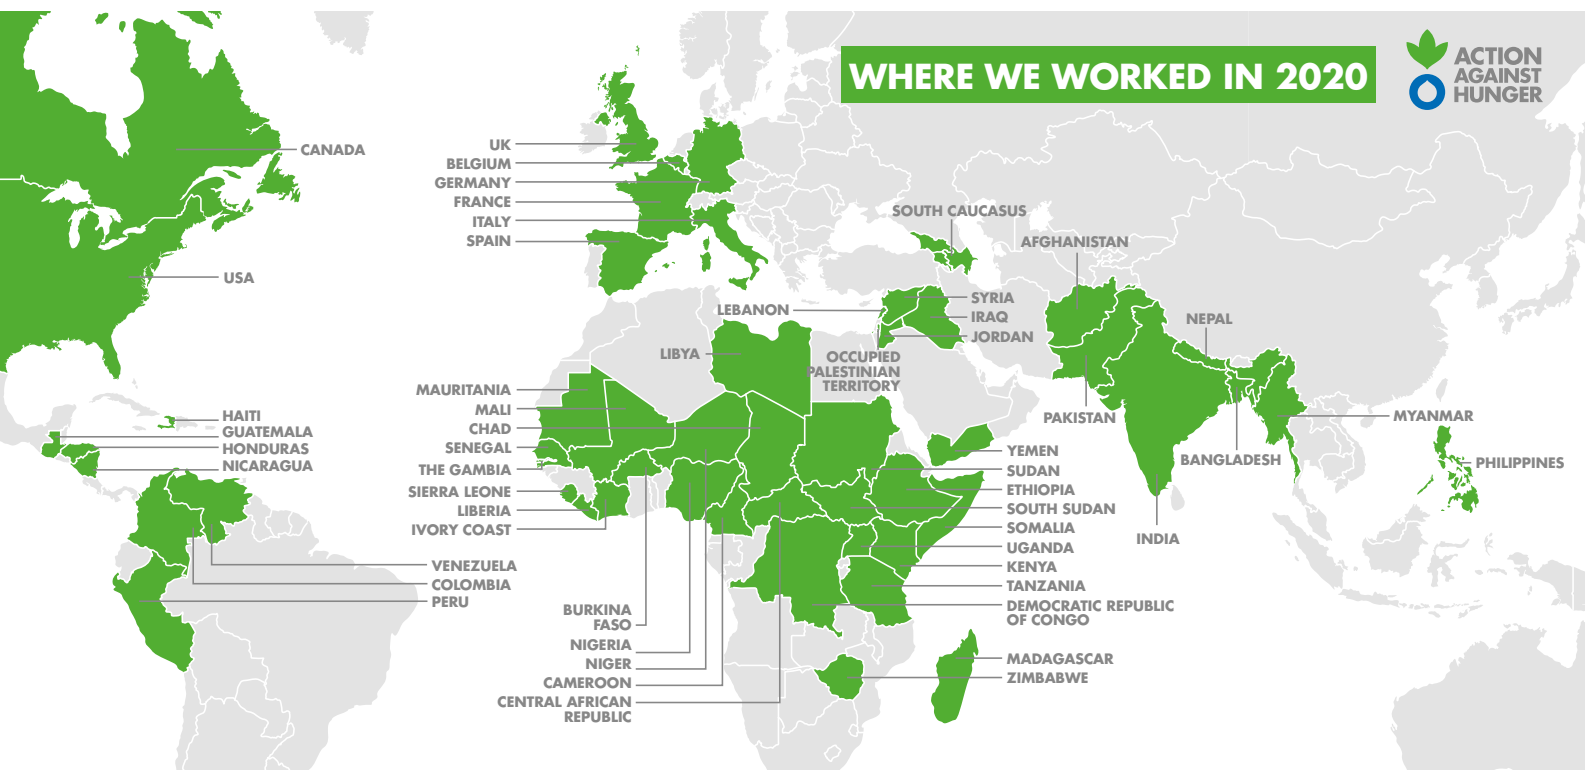 WHERE WE WORKED IN 2020
ACTION
AGAINST
HUNGER
CANADA
USA
HAITI
GUATEMALA
HONDURAS
NICARAGUA
VENEZUELA
COLOMBIA
PERU
UK
BELGIUM
GERMANY
FRANCE
ITALY
SPAIN
LIBYA
MAURITANIA
MALI
CHAD
SENEGAL
THE GAMBIA
SIERRA LEONE
LIBERIA
IVORY COAST
BURKINA
FASO
NIGERIA
NIGER
CAMEROON
CENTRAL AFRICAN
REPUBLIC
SOUTH CAUCASUS
AFGHANISTAN
LEBANON
SYRIA
IRAQ
JORDAN
OCCUPIED
PALESTINIAN
TERRITORY
NEPAL
PAKISTAN
MYANMAR
BANGLADESH
PHILIPPINES
INDIA
YEMEN
SUDAN
ETHIOPIA
SOUTH SUDAN
SOMALIA
UGANDA
KENYA
TANZANIA
DEMOCRATIC REPUBLIC
OF CONGO
MADAGASCAR
ZIMBABWE